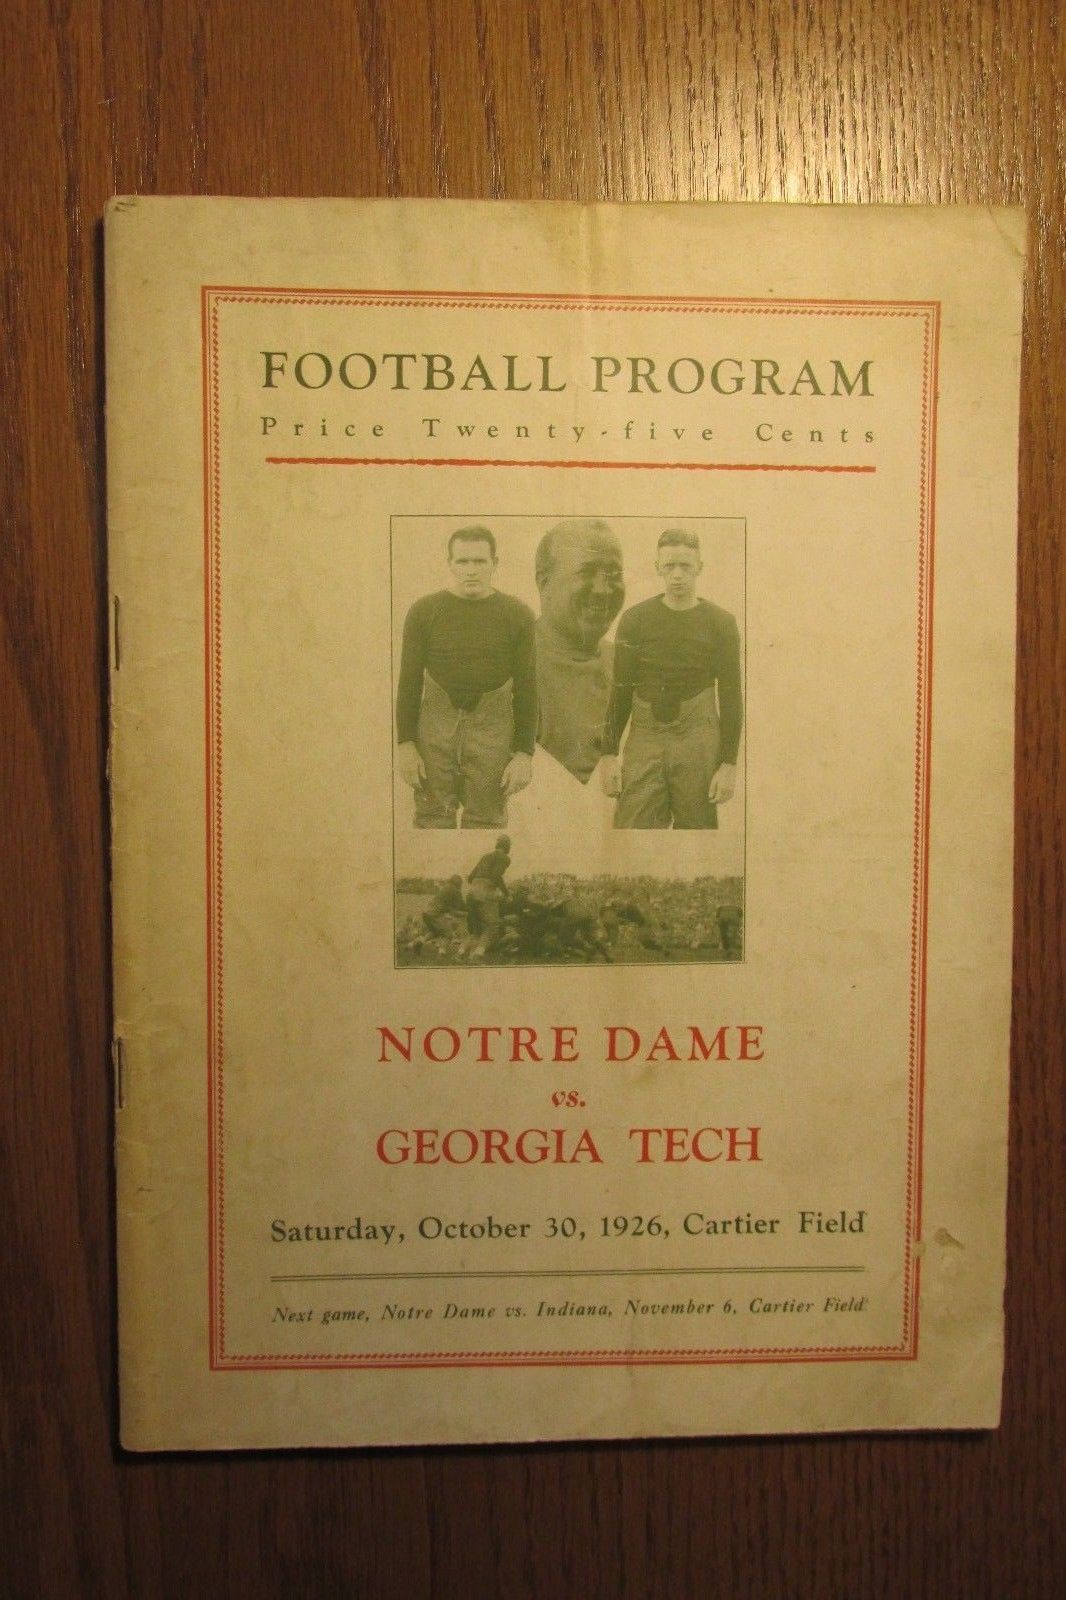 FOOTBALL PROGRAM
Price Twenty-five Cents
NOTRE DAME
vs.
GEORGIA TECH
Saturday, October 30, 1926, Cartier Field
Next game, Notre Dame vs. Indiana, November 6, Cartier Field